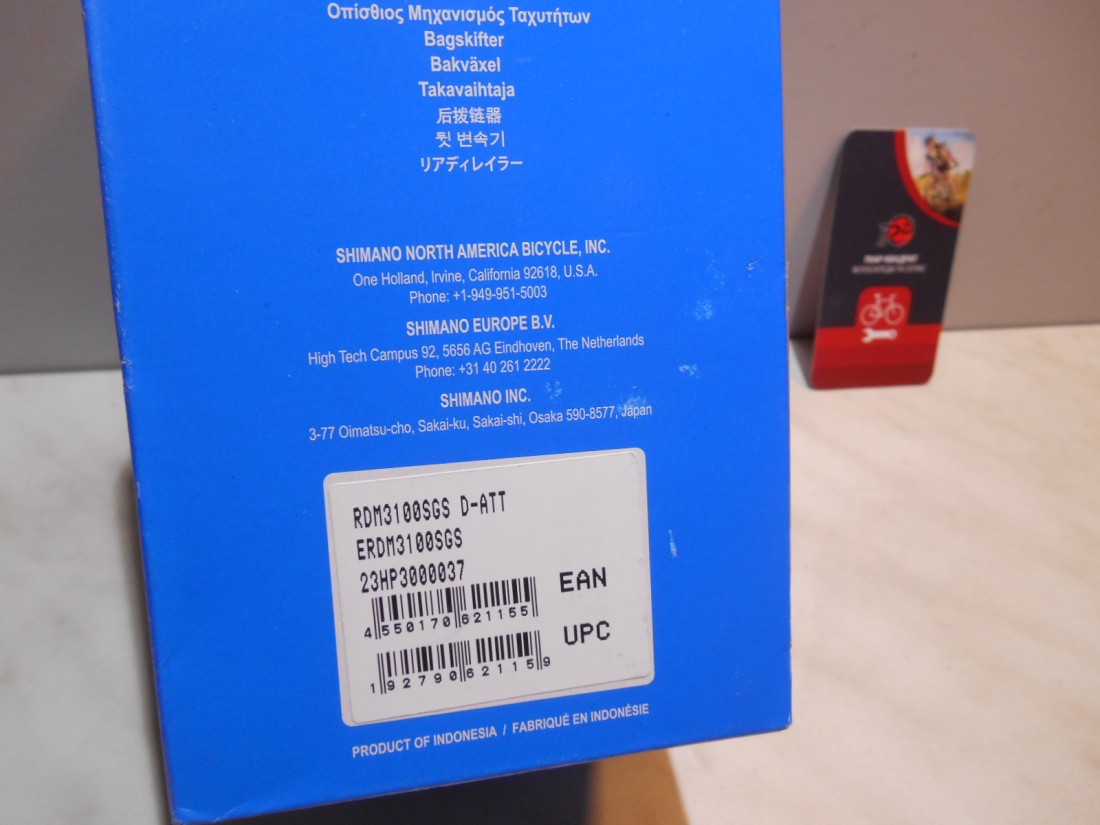 Οπίσθιος Μηχανισμός Ταχυτήτων
Bagskifter
Bakväxel
Takavaihtaja
后拨链器
뒷 변속기
リアディレイラー
SHIMANO NORTH AMERICA BICYCLE, INC.
One Holland, Irvine, California 92618, U.S.A.
Phone: +1-949-951-5003
SHIMANO EUROPE B.V.
High Tech Campus 92, 5656 AG Eindhoven, The Netherlands
Phone: +31 40 261 2222
SHIMANO INC.
3-77 Oimatsu-cho, Sakai-ku, Sakai-shi, Osaka 590-8577, Japan
RDM3100SGS D-ATT
ERDM3100SGS
23HP3000037
4 550170 621155
EAN
1 92790 62115 9
UPC
PRODUCT OF INDONESIA / FABRIQUÉ EN INDONÉSIE